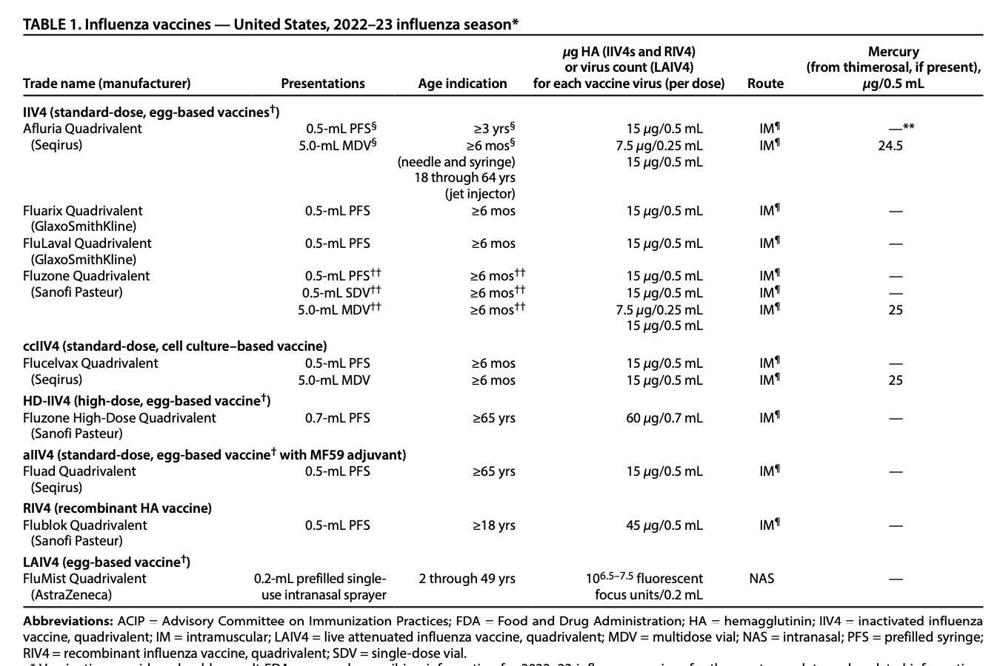 TABLE 1. Influenza vaccines — United States, 2022–23 influenza season*
µg HA (IIV4s and RIV4) Mercury
or virus count (LAIV4) (from thimerosal, if present),
Trade name (manufacturer) Presentations Age indication for each vaccine virus (per dose) Route µg/0.5 mL
IIV4 (standard-dose, egg-based vaccines†)
Afluria Quadrivalent 0.5-mL PFS§ ≥3 yrs§ 15 µg/0.5 mL IM¶ —**
(Seqirus) 5.0-mL MDV§ ≥6 mos§ 7.5 µg/0.25 mL IM¶ 24.5
(needle and syringe) 15 µg/0.5 mL
18 through 64 yrs
(jet injector)
Fluarix Quadrivalent 0.5-mL PFS ≥6 mos 15 µg/0.5 mL IM¶ —
(GlaxoSmithKline)
FluLaval Quadrivalent 0.5-mL PFS ≥6 mos 15 µg/0.5 mL IM¶ —
(GlaxoSmithKline)
Fluzone Quadrivalent 0.5-mL PFS†† ≥6 mos†† 15 µg/0.5 mL IM¶ —
(Sanofi Pasteur) 0.5-mL SDV†† ≥6 mos†† 15 µg/0.5 mL IM¶ —
5.0-mL MDV†† ≥6 mos†† 7.5 µg/0.25 mL IM¶ 25
15 µg/0.5 mL
ccIIV4 (standard-dose, cell culture–based vaccine)
Flucelvax Quadrivalent 0.5-mL PFS ≥6 mos 15 µg/0.5 mL IM¶ —
(Seqirus) 5.0-mL MDV ≥6 mos 15 µg/0.5 mL IM¶ 25
HD-IIV4 (high-dose, egg-based vaccine†)
Fluzone High-Dose Quadrivalent 0.7-mL PFS ≥65 yrs 60 µg/0.7 mL IM¶ —
(Sanofi Pasteur)
aIIV4 (standard-dose, egg-based vaccine† with MF59 adjuvant)
Fluad Quadrivalent 0.5-mL PFS ≥65 yrs 15 µg/0.5 mL IM¶ —
(Seqirus)
RIV4 (recombinant HA vaccine)
Flublok Quadrivalent 0.5-mL PFS ≥18 yrs 45 µg/0.5 mL IM¶ —
(Sanofi Pasteur)
LAIV4 (egg-based vaccine†)
FluMist Quadrivalent 0.2-mL prefilled single- 2 through 49 yrs 10^6.5–7.5 fluorescent NAS —
(AstraZeneca) use intranasal sprayer focus units/0.2 mL
Abbreviations: ACIP = Advisory Committee on Immunization Practices; FDA = Food and Drug Administration; HA = hemagglutinin; IIV4 = inactivated influenza
vaccine, quadrivalent; IM = intramuscular; LAIV4 = live attenuated influenza vaccine, quadrivalent; MDV = multidose vial; NAS = intranasal; PFS = prefilled syringe;
RIV4 = recombinant influenza vaccine, quadrivalent; SDV = single-dose vial.